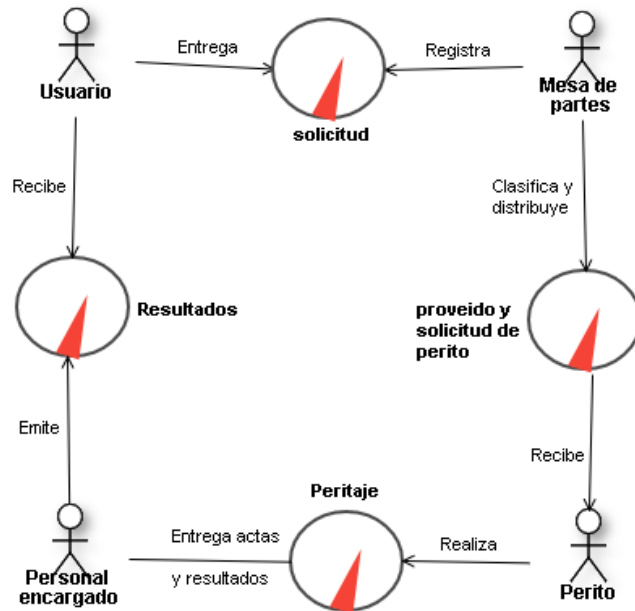 Entrega
Registra
Usuario
solicitud
Mesa de
partes
Recibe
Clasifica y
distribuye
Resultados
proveido y
solicitud de
perito
Emite
Recibe
Peritaje
Entrega actas
y resultados
Realiza
Personal
encargado
Perito